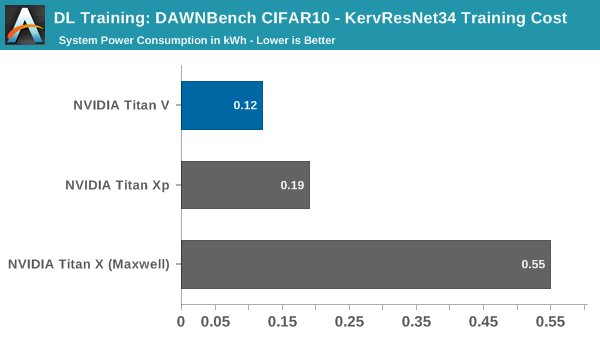 DL Training: DAWNBench CIFAR10 - KervResNet34 Training Cost
System Power Consumption in kWh - Lower is Better
NVIDIA Titan V
0.12
NVIDIA Titan Xp
0.19
NVIDIA Titan X (Maxwell)
0.55
0 0.05 0.15 0.25 0.35 0.45 0.55